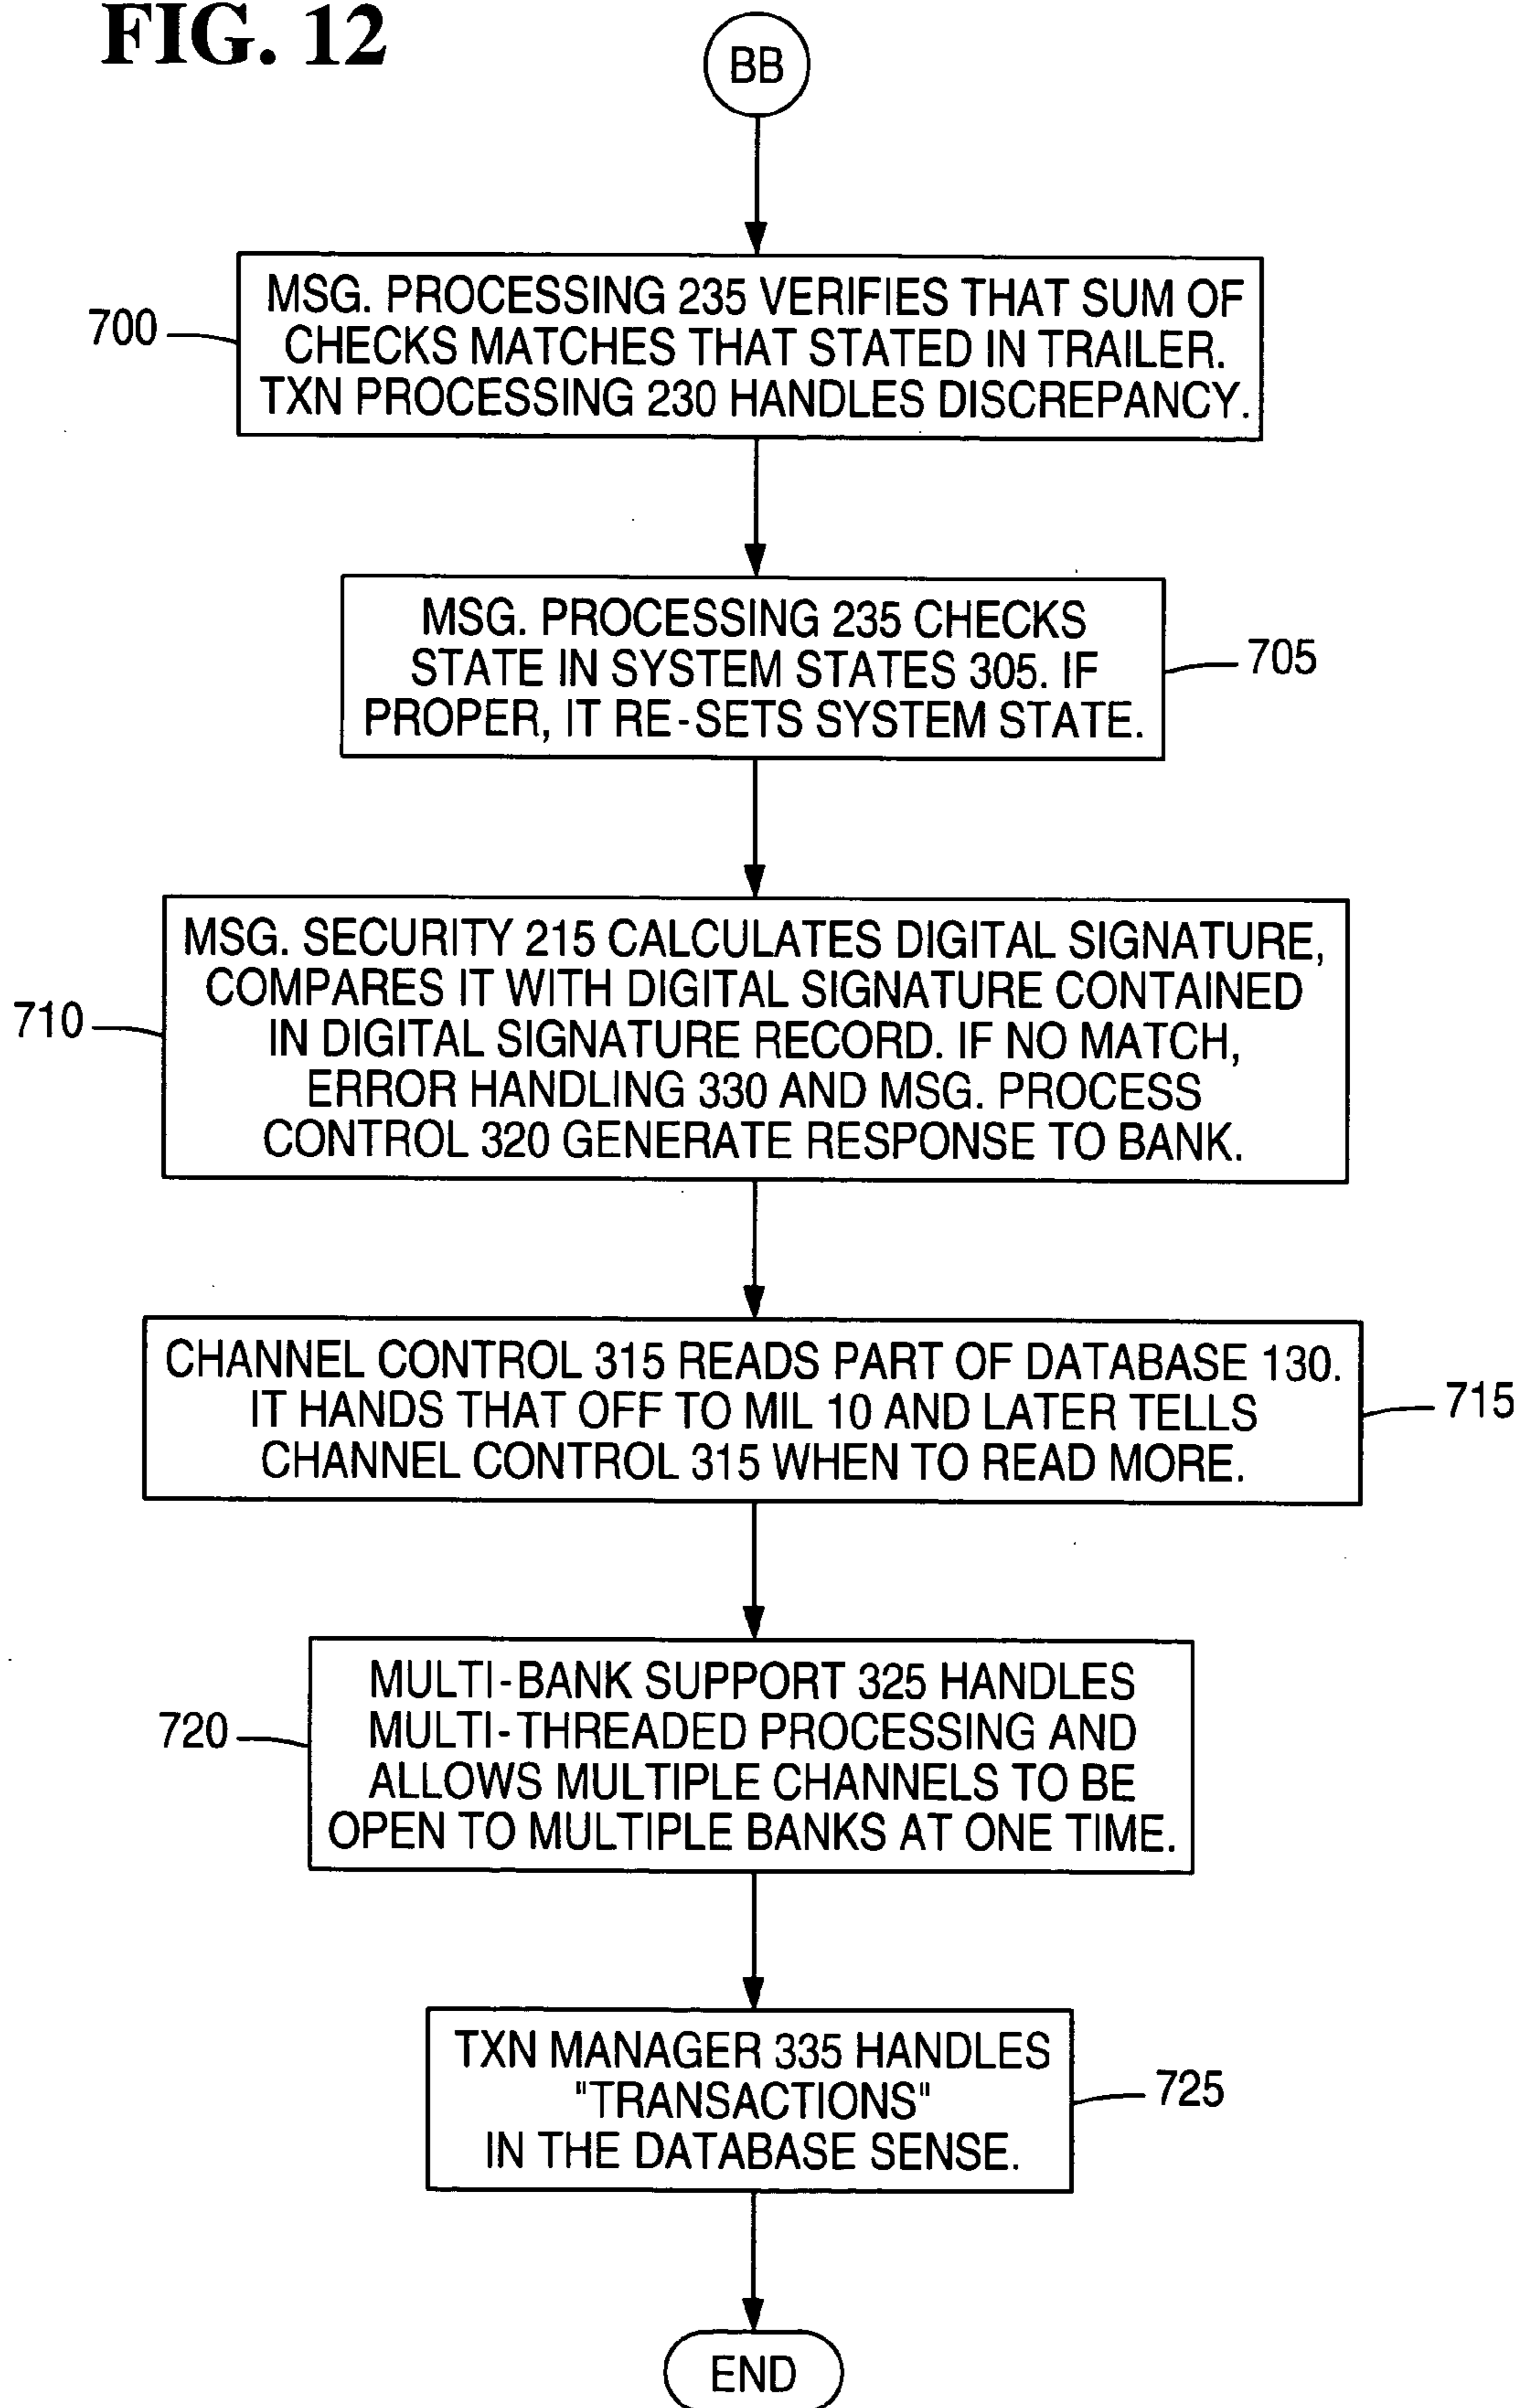 FIG. 12
BB
700
MSG. PROCESSING 235 VERIFIES THAT SUM OF
CHECKS MATCHES THAT STATED IN TRAILER.
TXN PROCESSING 230 HANDLES DISCREPANCY.
MSG. PROCESSING 235 CHECKS
STATE IN SYSTEM STATES 305. IF
PROPER, IT RE-SETS SYSTEM STATE.
705
710
MSG. SECURITY 215 CALCULATES DIGITAL SIGNATURE,
COMPARES IT WITH DIGITAL SIGNATURE CONTAINED
IN DIGITAL SIGNATURE RECORD. IF NO MATCH,
ERROR HANDLING 330 AND MSG. PROCESS
CONTROL 320 GENERATE RESPONSE TO BANK.
CHANNEL CONTROL 315 READS PART OF DATABASE 130.
IT HANDS THAT OFF TO MIL 10 AND LATER TELLS
CHANNEL CONTROL 315 WHEN TO READ MORE.
715
720
MULTI-BANK SUPPORT 325 HANDLES
MULTI-THREADED PROCESSING AND
ALLOWS MULTIPLE CHANNELS TO BE
OPEN TO MULTIPLE BANKS AT ONE TIME.
TXN MANAGER 335 HANDLES
"TRANSACTIONS"
IN THE DATABASE SENSE.
725
END